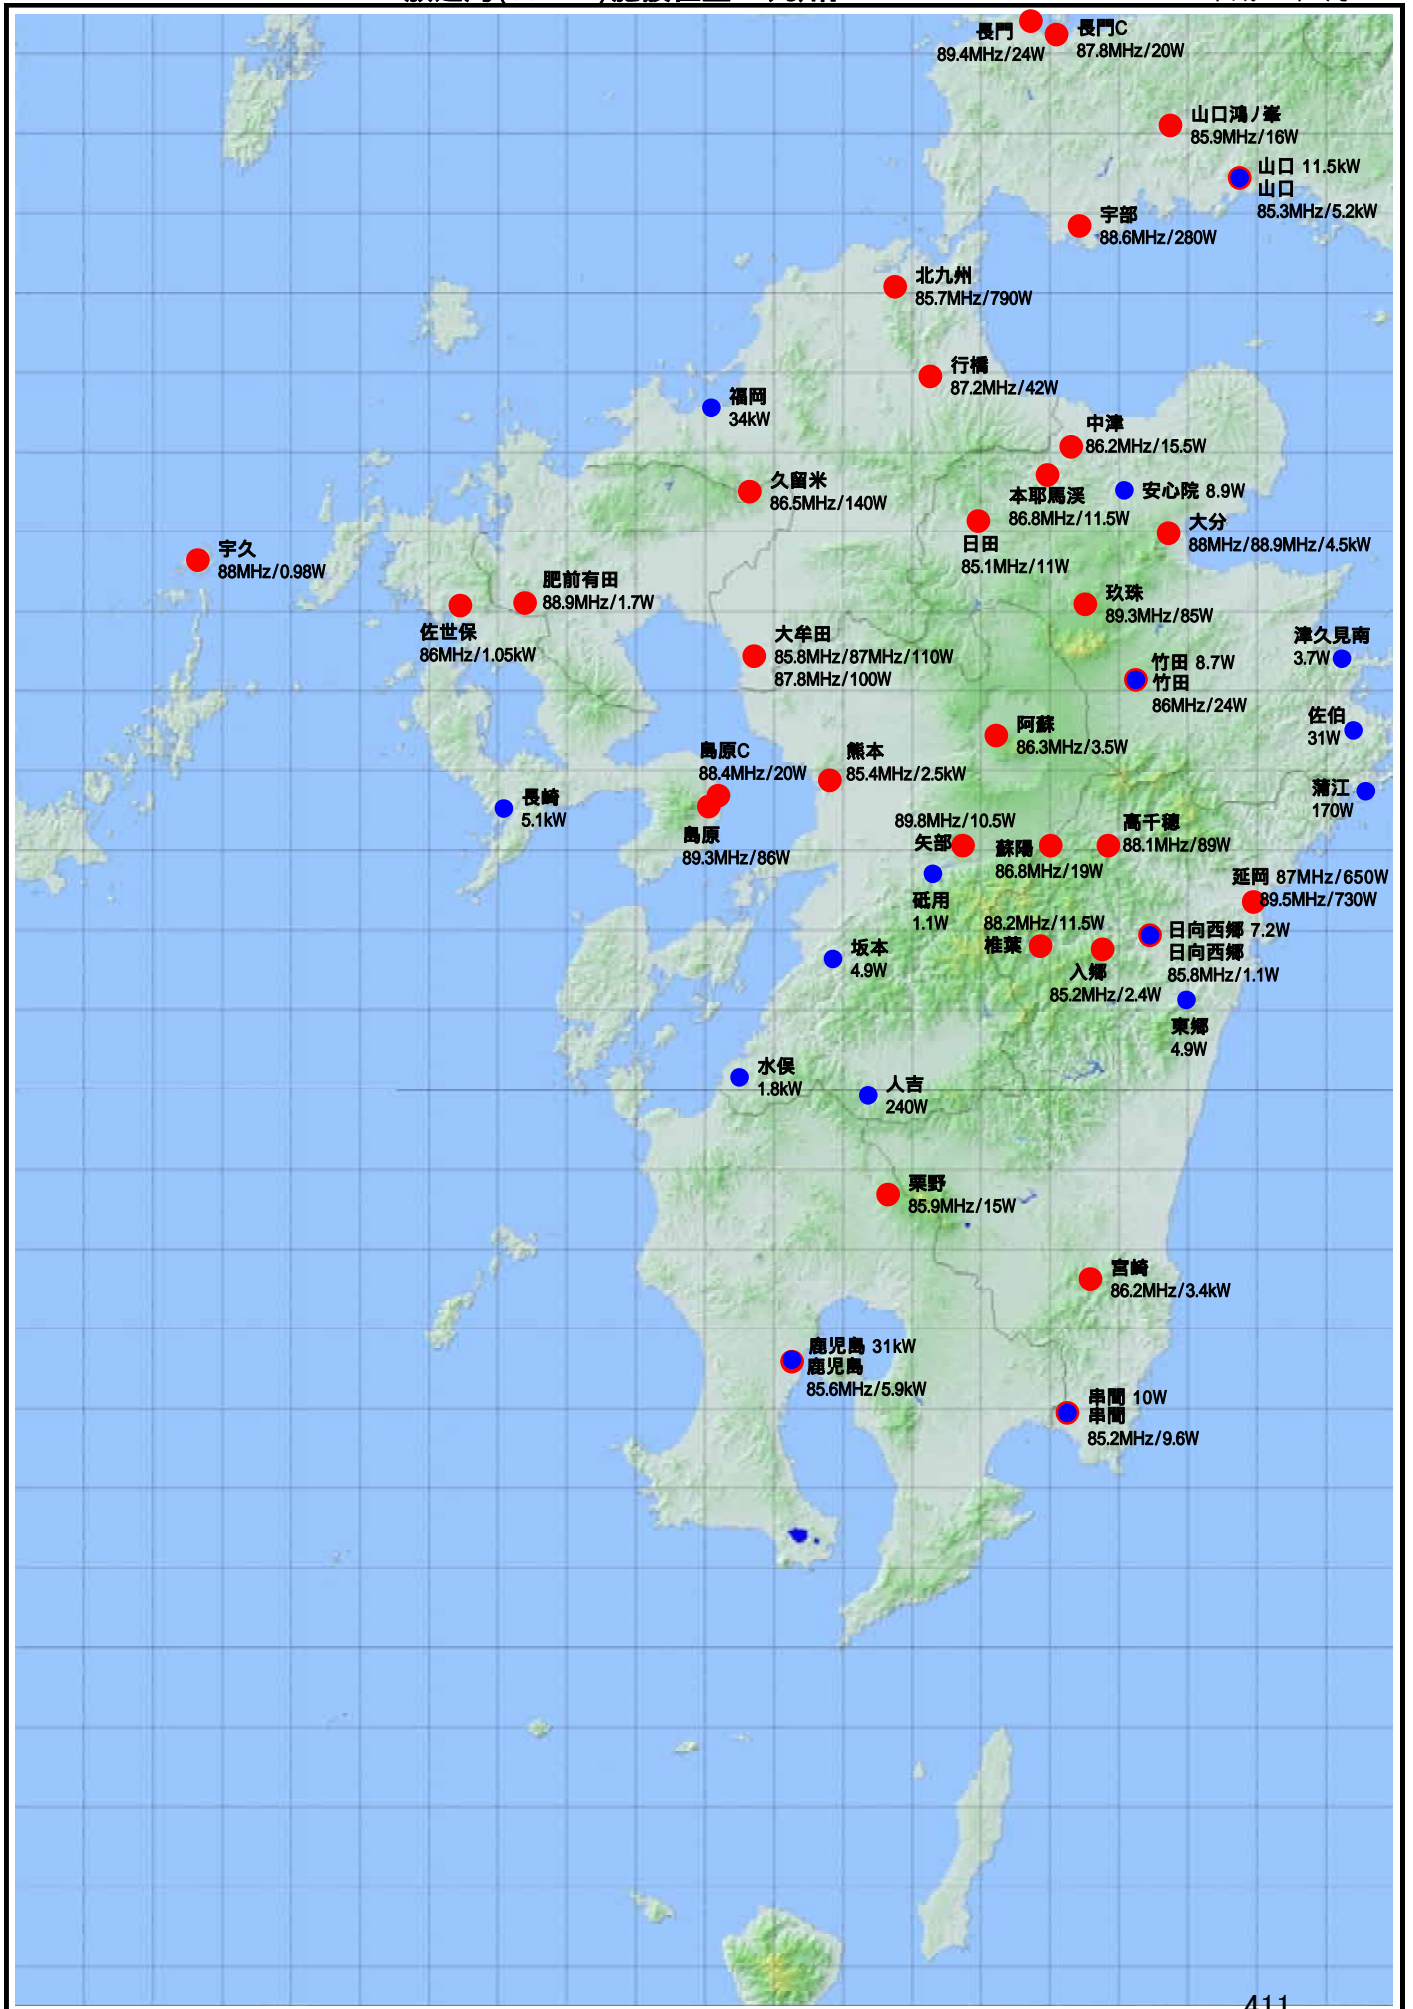 長門
89.4MHz/24W
長門C
87.8MHz/20W
山口鴻ノ峯
85.9MHz/16W
山口 11.5kW
山口
85.3MHz/5.2kW
宇部
88.6MHz/280W
北九州
85.7MHz/790W
行橋
87.2MHz/42W
福岡
34kW
中津
86.2MHz/15.5W
久留米
86.5MHz/140W
本耶馬渓
86.8MHz/11.5W
安心院 8.9W
日田
85.1MHz/11W
大分
88MHz/88.9MHz/4.5kW
宇久
88MHz/0.98W
肥前有田
88.9MHz/1.7W
佐世保
86MHz/1.05kW
玖珠
89.3MHz/85W
大牟田
85.8MHz/87MHz/110W
87.8MHz/100W
津久見南
3.7W
竹田 8.7W
竹田
86MHz/24W
佐伯
31W
阿蘇
86.3MHz/3.5W
島原C
88.4MHz/20W
熊本
85.4MHz/2.5kW
蒲江
170W
長崎
5.1kW
島原
89.3MHz/86W
89.8MHz/10.5W
矢部
蘇陽
86.8MHz/19W
高千穂
88.1MHz/89W
砥用
1.1W
延岡 87MHz/650W
89.5MHz/730W
88.2MHz/11.5W
椎葉
入郷
85.2MHz/2.4W
日向西郷 7.2W
日向西郷
85.8MHz/1.1W
坂本
4.9W
東郷
4.9W
水俣
1.8kW
人吉
240W
栗野
85.9MHz/15W
宮崎
86.2MHz/3.4kW
鹿児島 31kW
鹿児島
85.6MHz/5.9kW
串間 10W
串間
85.2MHz/9.6W
411